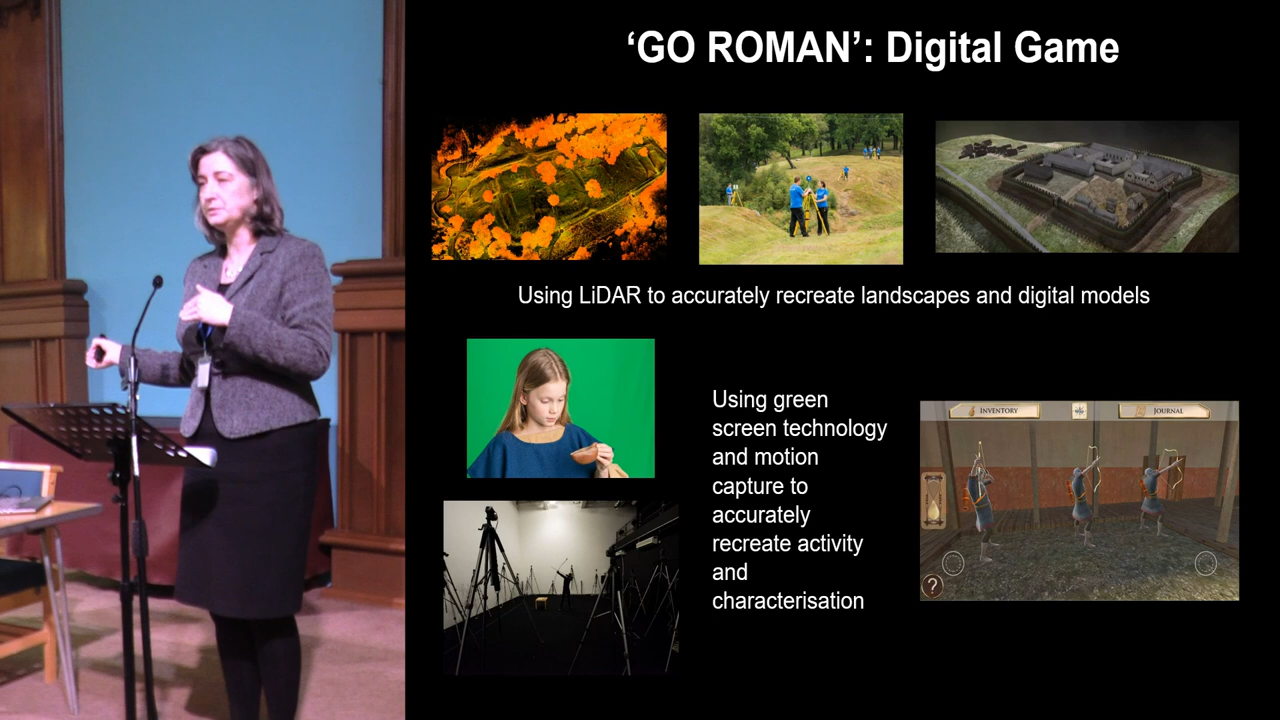 ‘GO ROMAN’: Digital Game
Using LiDAR to accurately recreate landscapes and digital models
Using green
screen technology
and motion
capture to
accurately
recreate activity
and
characterisation
INVENTORY
JOURNAL
?